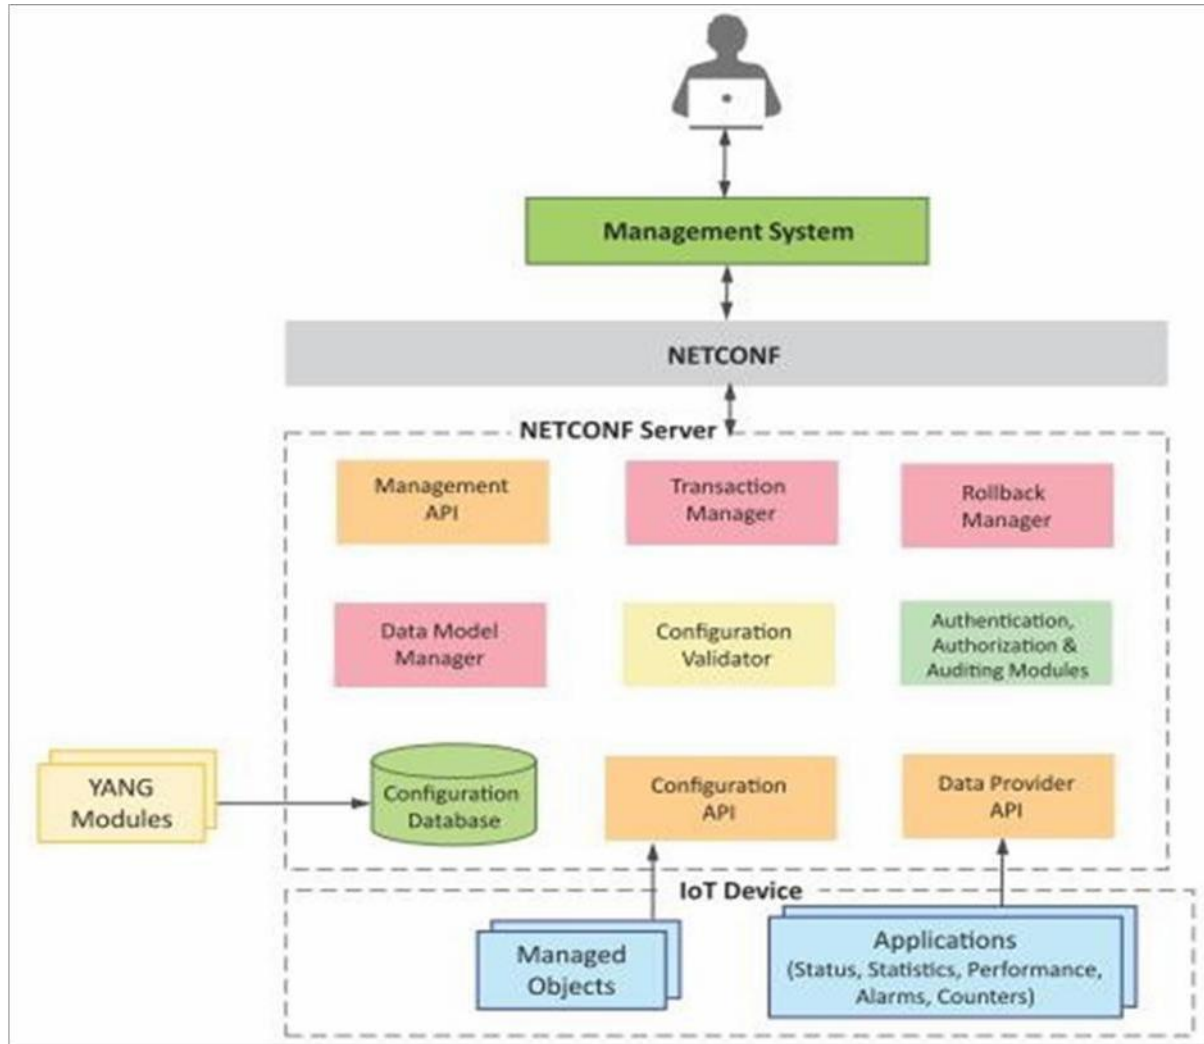 Management System
NETCONF
NETCONF Server
Management
API
Transaction
Manager
Rollback
Manager
Data Model
Manager
Configuration
Validator
Authentication,
Authorization &
Auditing Modules
YANG
Modules
Configuration
Database
Configuration
API
Data Provider
API
IoT Device
Managed
Objects
Applications
(Status, Statistics, Performance,
Alarms, Counters)